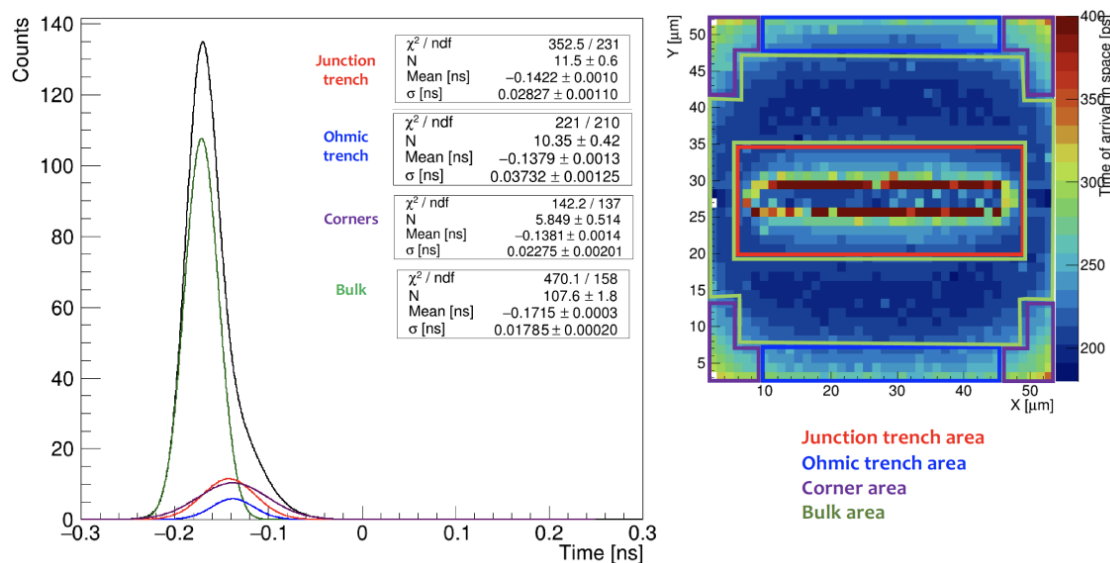 Counts
140
120
100
80
60
40
20
0
−0.3
−0.2
−0.1
0
0.1
0.2
0.3
Time [ns]
Junction
trench
χ² / ndf 352.5 / 231
N 11.5 ± 0.6
Mean [ns] −0.1422 ± 0.0010
σ [ns] 0.02827 ± 0.00110
Ohmic
trench
χ² / ndf 221 / 210
N 10.35 ± 0.42
Mean [ns] −0.1379 ± 0.0013
σ [ns] 0.03732 ± 0.00125
Corners
χ² / ndf 142.2 / 137
N 5.849 ± 0.514
Mean [ns] −0.1381 ± 0.0014
σ [ns] 0.02275 ± 0.00201
Bulk
χ² / ndf 470.1 / 158
N 107.6 ± 1.8
Mean [ns] −0.1715 ± 0.0003
σ [ns] 0.01785 ± 0.00020
Y [μm]
50
45
40
35
30
25
20
15
10
5
10
20
30
40
50
X [μm]
400
350
300
250
200
Time of arrival in space [ps]
Junction trench area
Ohmic trench area
Corner area
Bulk area